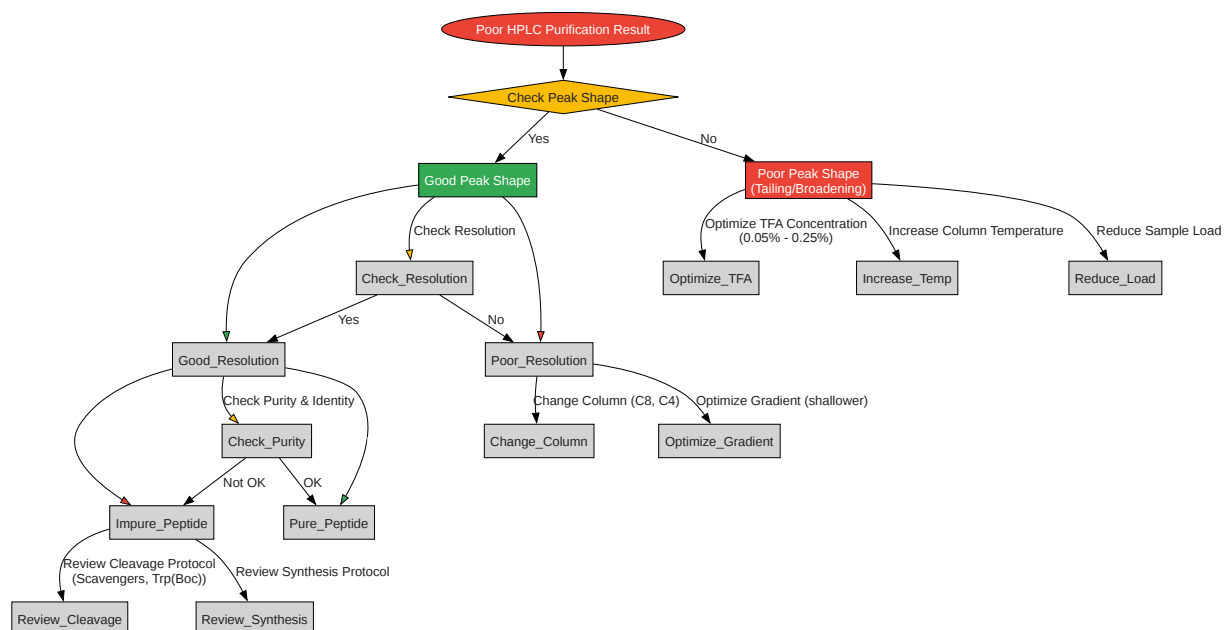 Poor HPLC Purification Result
Check Peak Shape
Yes
No
Good Peak Shape
Poor Peak Shape
(Tailing/Broadening)
Check Resolution
Optimize TFA Concentration
(0.05% - 0.25%)
Increase Column Temperature
Reduce Sample Load
Check_Resolution
Optimize_TFA
Increase_Temp
Reduce_Load
Yes
No
Good_Resolution
Poor_Resolution
Check Purity & Identity
Change Column (C8, C4)
Optimize Gradient (shallower)
Check_Purity
Change_Column
Optimize_Gradient
Not OK
OK
Impure_Peptide
Pure_Peptide
Review Cleavage Protocol
(Scavengers, Trp(Boc))
Review Synthesis Protocol
Review_Cleavage
Review_Synthesis